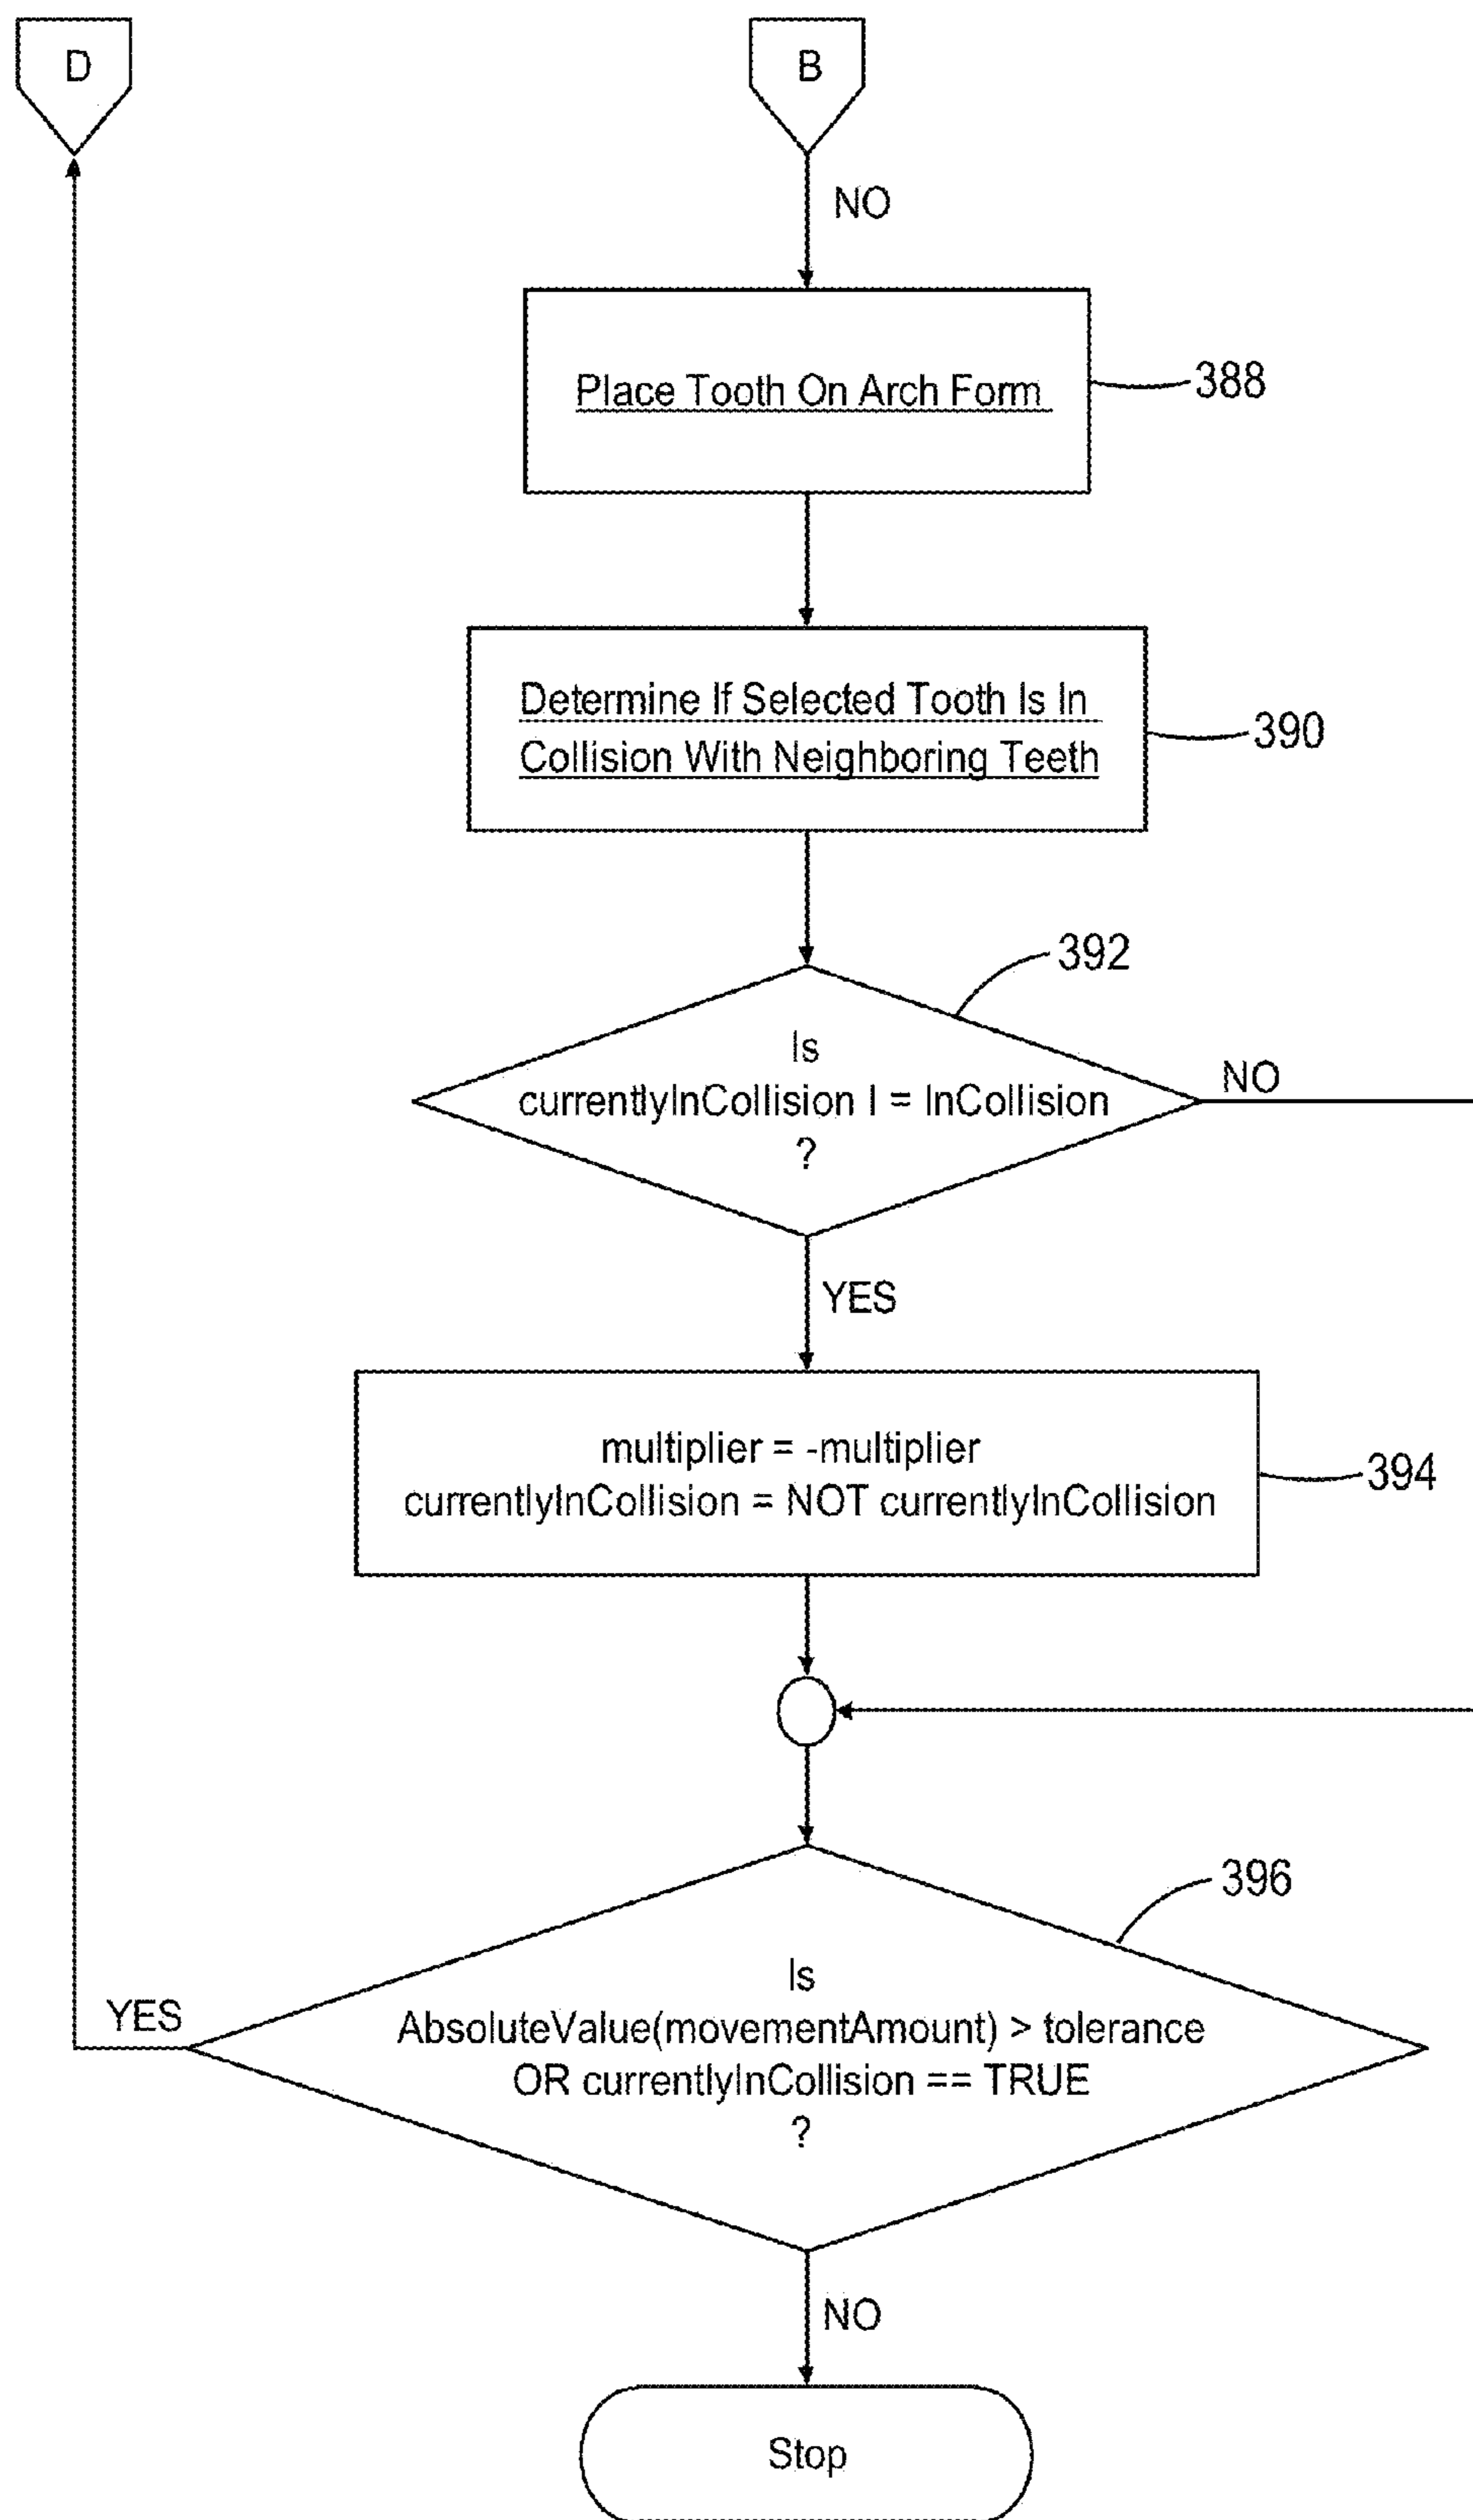 D
B
NO
Place Tooth On Arch Form
388
Determine If Selected Tooth Is In
Collision With Neighboring Teeth
390
392
Is
currentlyInCollision I = InCollision
?
NO
YES
multiplier = -multiplier
currentlyInCollision = NOT currentlyInCollision
394
396
Is
AbsoluteValue(movementAmount) > tolerance
OR currentlyInCollision == TRUE
?
YES
NO
Stop